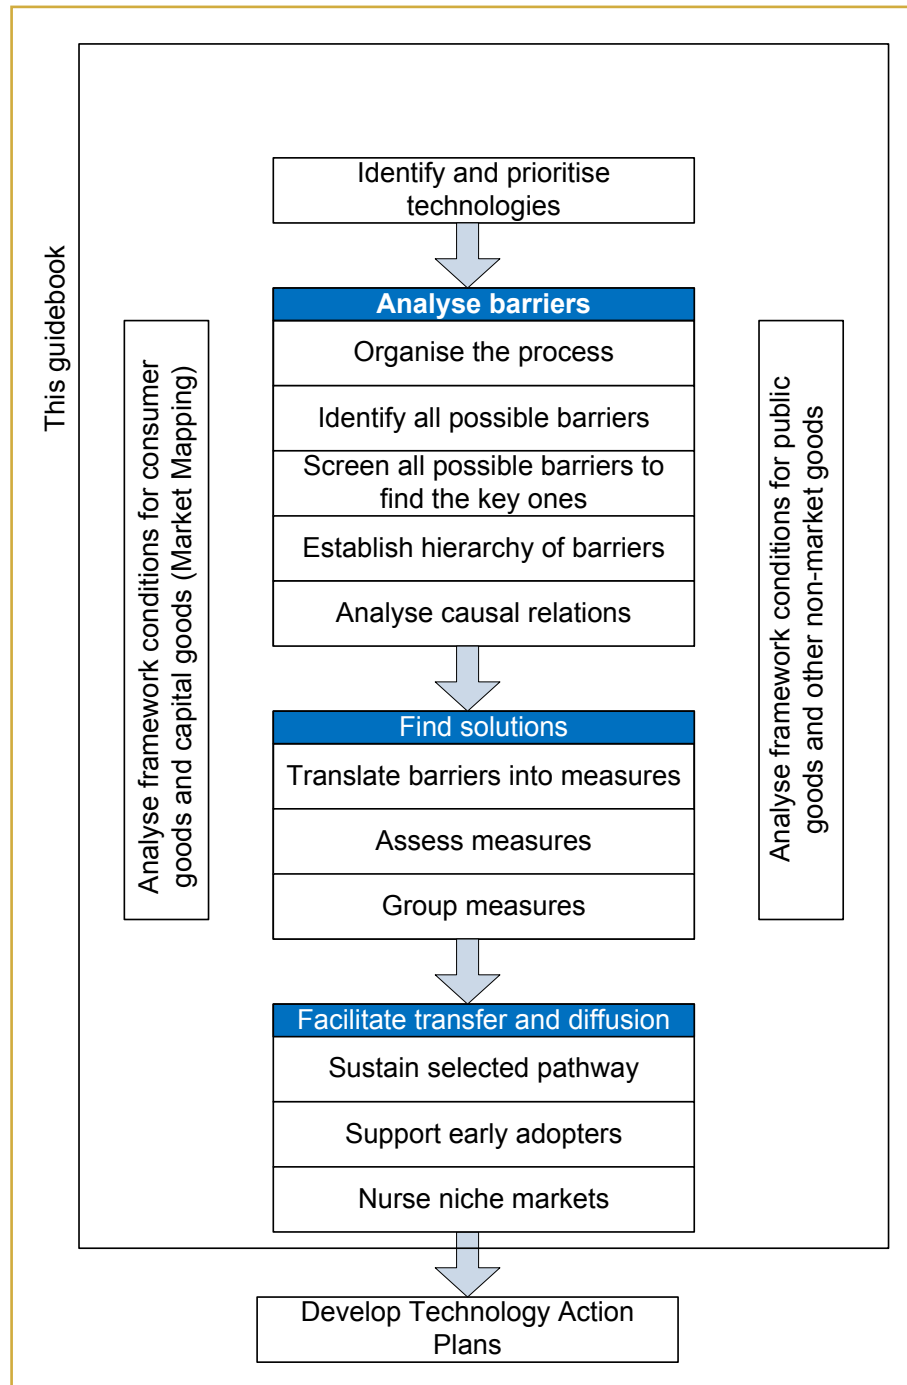 This guidebook
Identify and prioritise
technologies
Analyse framework conditions for consumer
goods and capital goods (Market Mapping)
Analyse barriers
Organise the process
Identify all possible barriers
Screen all possible barriers to
find the key ones
Establish hierarchy of barriers
Analyse causal relations
Find solutions
Translate barriers into measures
Assess measures
Group measures
Facilitate transfer and diffusion
Sustain selected pathway
Support early adopters
Nurse niche markets
Analyse framework conditions for public
goods and other non-market goods
Develop Technology Action
Plans